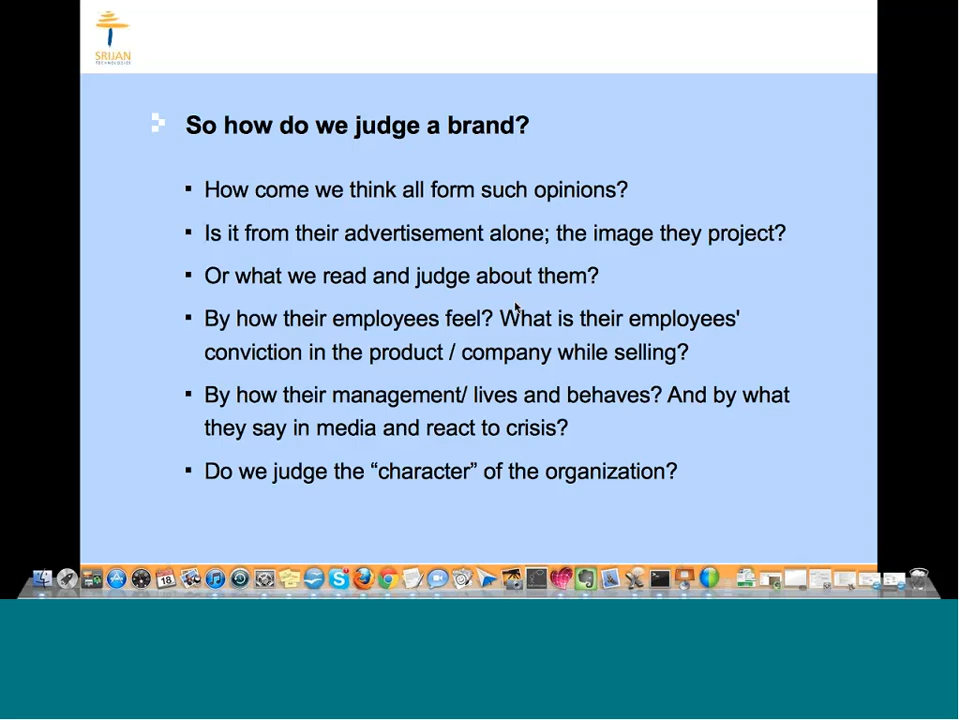 SRIJAN
TECHNOLOGIES
So how do we judge a brand?
▪ How come we think all form such opinions?
▪ Is it from their advertisement alone; the image they project?
▪ Or what we read and judge about them?
▪ By how their employees feel? What is their employees'
conviction in the product / company while selling?
▪ By how their management/ lives and behaves? And by what
they say in media and react to crisis?
▪ Do we judge the “character” of the organization?
18